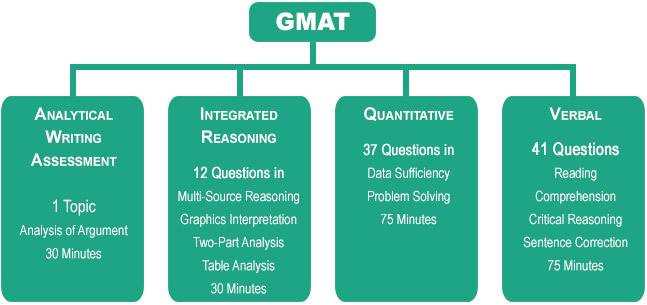 GMAT
ANALYTICAL
WRITING
ASSESSMENT
1 Topic
Analysis of Argument
30 Minutes
INTEGRATED
REASONING
12 Questions in
Multi-Source Reasoning
Graphics Interpretation
Two-Part Analysis
Table Analysis
30 Minutes
QUANTITATIVE
37 Questions in
Data Sufficiency
Problem Solving
75 Minutes
VERBAL
41 Questions
Reading
Comprehension
Critical Reasoning
Sentence Correction
75 Minutes